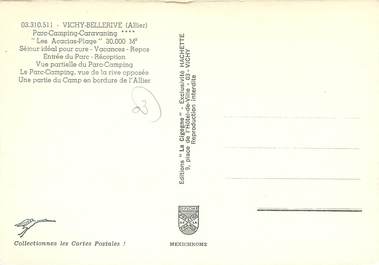 03.310.511 - VICHY-BELLERIVE (Allier)
Parc-Camping-Caravaning ****
"Les Acacias-Plage" 30.000 M²
Séjour idéal pour cure - Vacances - Repos
Entrée du Parc - Réception
Vue partielle du Parc-Camping
Le Parc-Camping, vue de la rive opposée
Une partie du Camp en bordure de l'Allier
03
Editions "La Cigogne" - Exclusivité HACHETTE
9, place de l'Hôtel-de-Ville - 03 - VICHY
Reproduction interdite
Collectionnez les Cartes Postales !
MEXICHROME